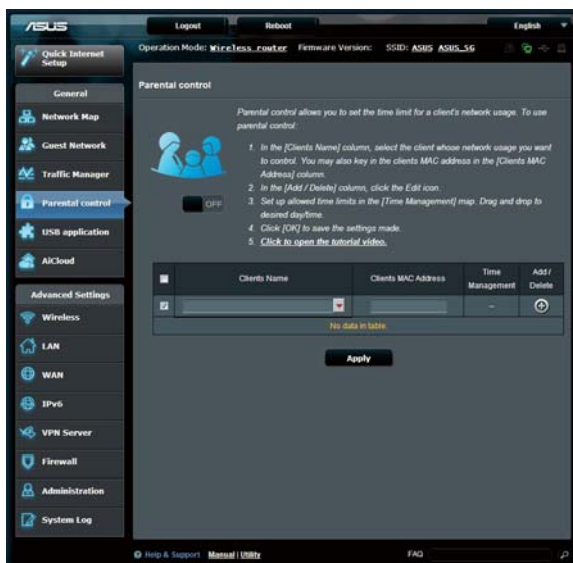 ASUS
Logout
Reboot
English
Quick Internet
Setup
Operation Mode: Wireless router Firmware Version: SSID: ASUS ASUS_5G
General
Network Map
Guest Network
Traffic Manager
Parental control
USB application
AiCloud
Advanced Settings
Wireless
LAN
WAN
IPv6
VPN Server
Firewall
Administration
System Log
Parental control
Parental control allows you to set the time limit for a client's network usage. To use
parental control:
1. In the [Clients Name] column, select the client whose network usage you want
to control. You may also key in the clients MAC address in the [Clients MAC
Address] column.
2. In the [Add / Delete] column, click the Edit icon.
3. Set up allowed time limits in the [Time Management] map. Drag and drop to
desired day/time.
4. Click [OK] to save the settings made.
5. Click to open the tutorial video.
OFF
Clients Name
Clients MAC Address
Time
Management
Add /
Delete
--
No data in table.
Apply
Help & Support Manual | Utility
FAQ